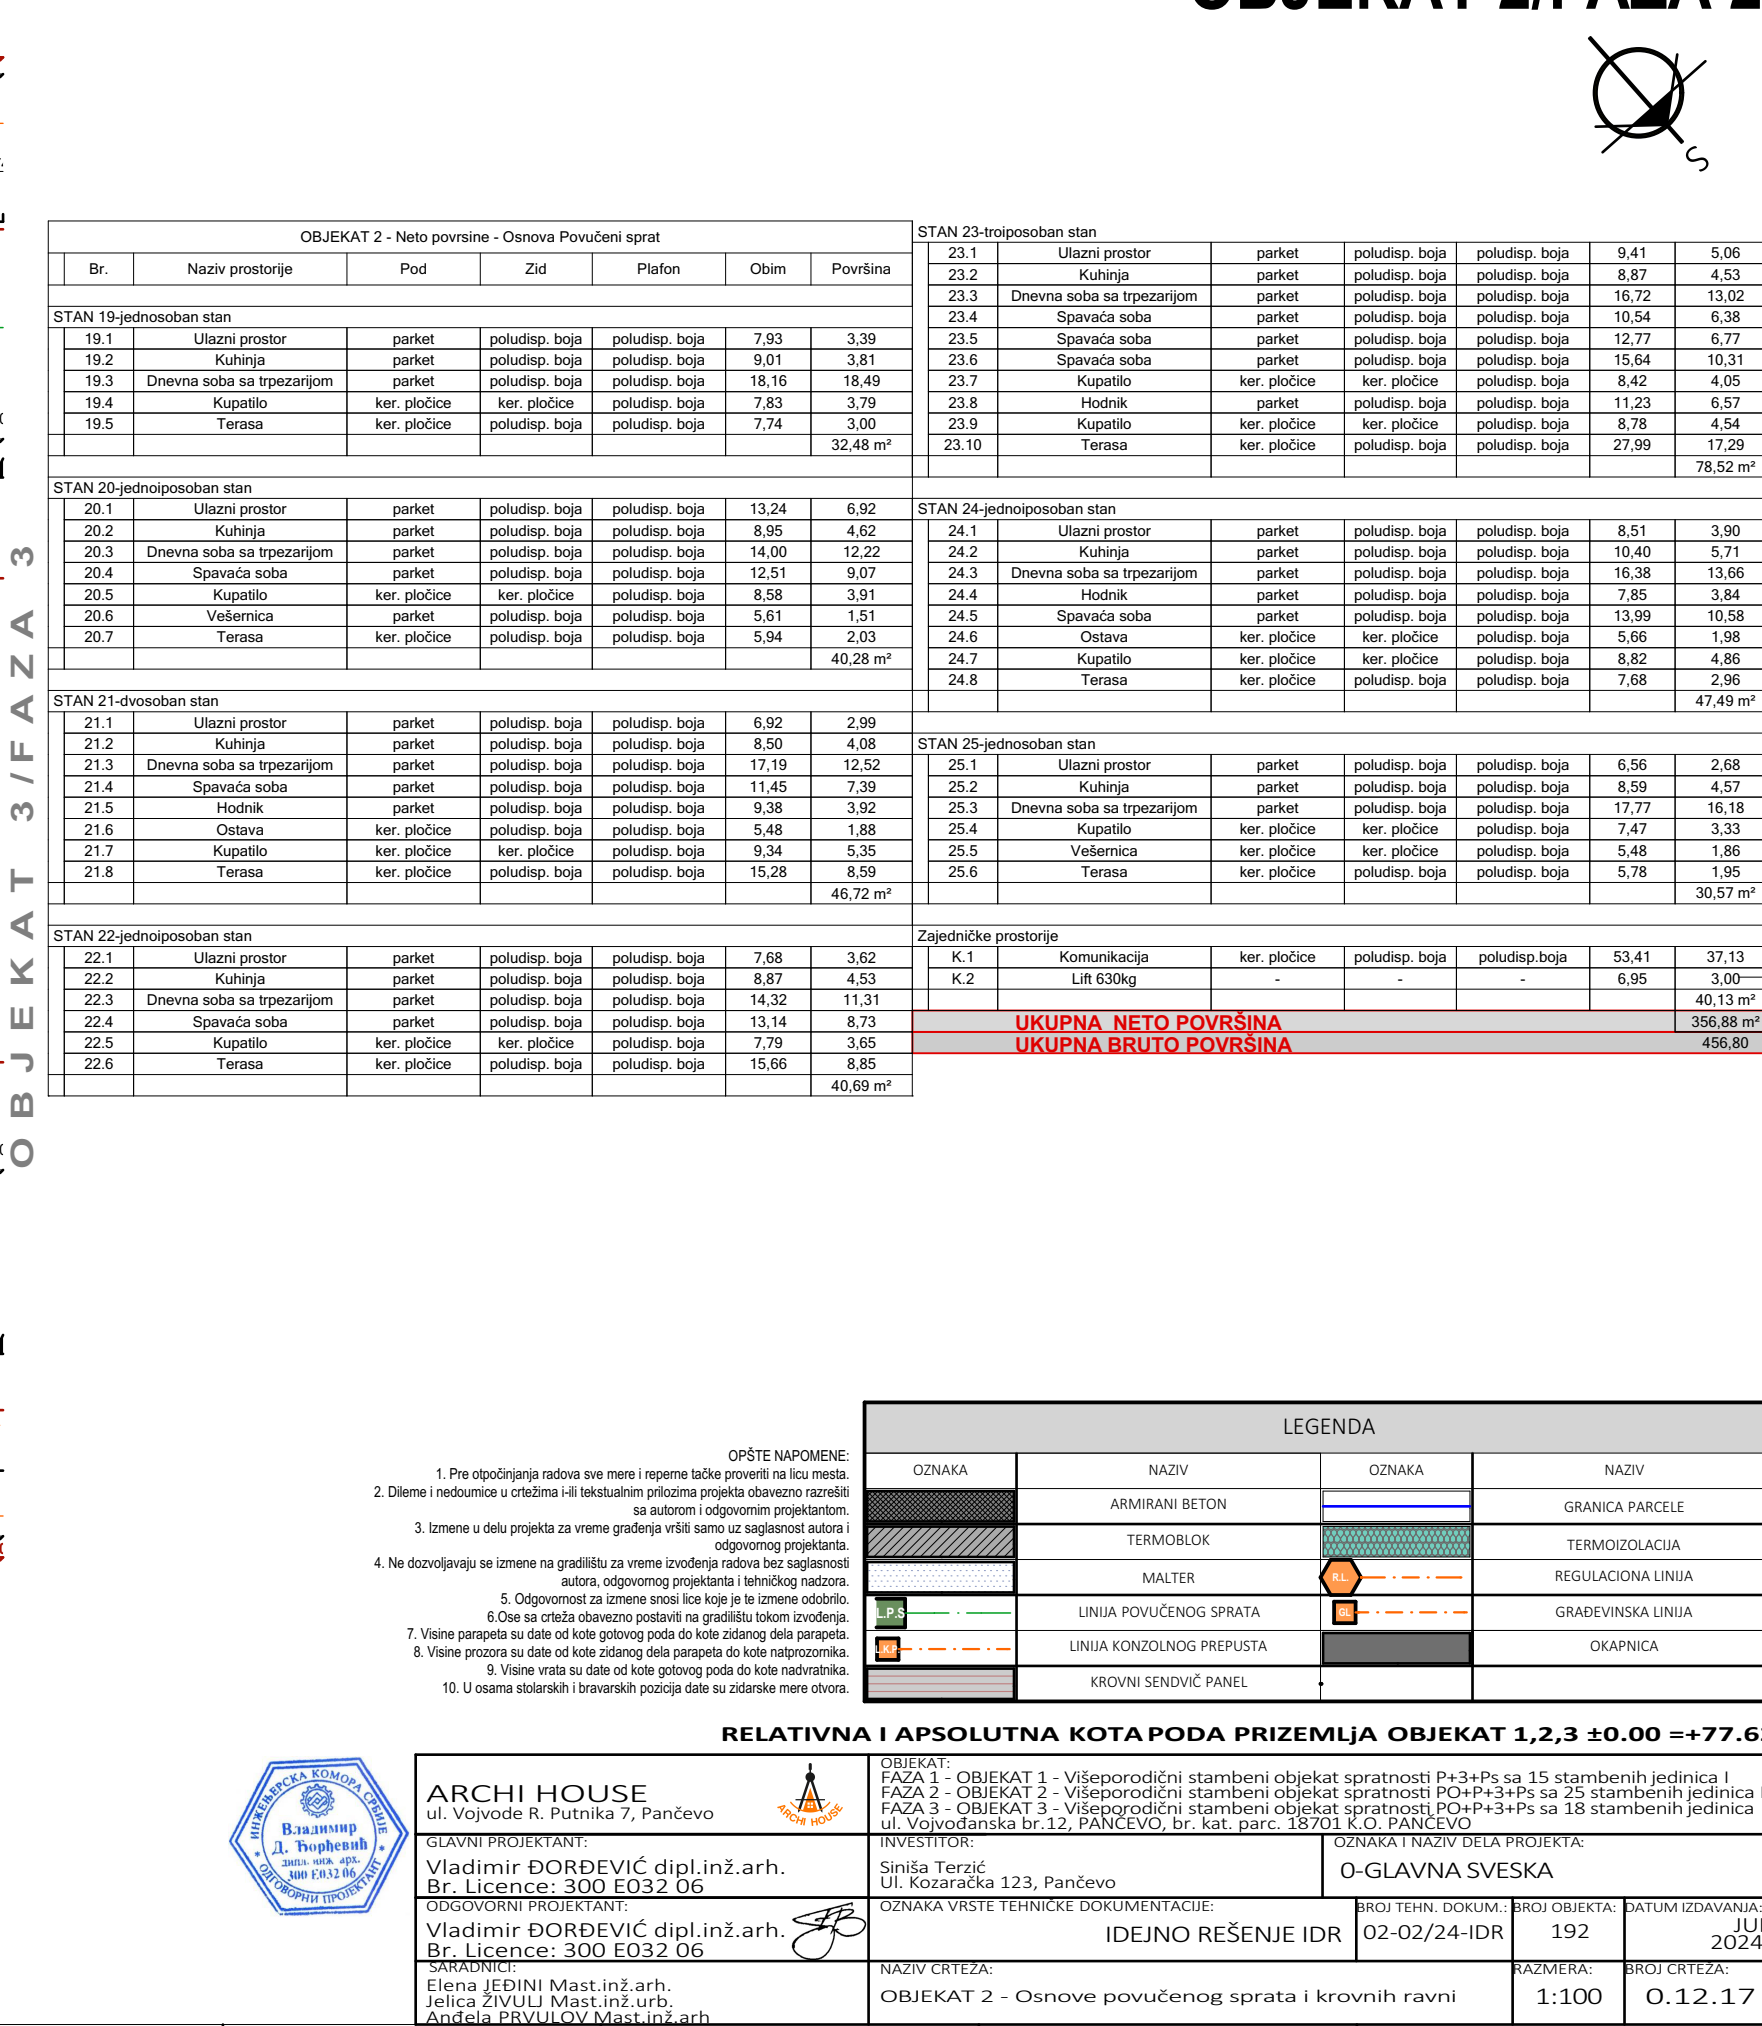 OBJEKAT 2/FAZA 2
S
OBJEKAT 3/FAZA 3
OBJEKAT 2 - Neto povrsine - Osnova Povučeni sprat
Br. Naziv prostorije Pod Zid Plafon Obim Površina
STAN 19-jednosoban stan
19.1 Ulazni prostor parket poludisp. boja poludisp. boja 7,93 3,39
19.2 Kuhinja parket poludisp. boja poludisp. boja 9,01 3,81
19.3 Dnevna soba sa trpezarijom parket poludisp. boja poludisp. boja 18,16 18,49
19.4 Kupatilo ker. pločice ker. pločice poludisp. boja 7,83 3,79
19.5 Terasa ker. pločice poludisp. boja poludisp. boja 7,74 3,00
32,48 m²
STAN 20-jednoiposoban stan
20.1 Ulazni prostor parket poludisp. boja poludisp. boja 13,24 6,92
20.2 Kuhinja parket poludisp. boja poludisp. boja 8,95 4,62
20.3 Dnevna soba sa trpezarijom parket poludisp. boja poludisp. boja 14,00 12,22
20.4 Spavaća soba parket poludisp. boja poludisp. boja 12,51 9,07
20.5 Kupatilo ker. pločice ker. pločice poludisp. boja 8,58 3,91
20.6 Vešernica parket poludisp. boja poludisp. boja 5,61 1,51
20.7 Terasa ker. pločice poludisp. boja poludisp. boja 5,94 2,03
40,28 m²
STAN 21-dvosoban stan
21.1 Ulazni prostor parket poludisp. boja poludisp. boja 6,92 2,99
21.2 Kuhinja parket poludisp. boja poludisp. boja 8,50 4,08
21.3 Dnevna soba sa trpezarijom parket poludisp. boja poludisp. boja 17,19 12,52
21.4 Spavaća soba parket poludisp. boja poludisp. boja 11,45 7,39
21.5 Hodnik parket poludisp. boja poludisp. boja 9,38 3,92
21.6 Ostava ker. pločice poludisp. boja poludisp. boja 5,48 1,88
21.7 Kupatilo ker. pločice ker. pločice poludisp. boja 9,34 5,35
21.8 Terasa ker. pločice poludisp. boja poludisp. boja 15,28 8,59
46,72 m²
STAN 22-jednoiposoban stan
22.1 Ulazni prostor parket poludisp. boja poludisp. boja 7,68 3,62
22.2 Kuhinja parket poludisp. boja poludisp. boja 8,87 4,53
22.3 Dnevna soba sa trpezarijom parket poludisp. boja poludisp. boja 14,32 11,31
22.4 Spavaća soba parket poludisp. boja poludisp. boja 13,14 8,73
22.5 Kupatilo ker. pločice ker. pločice poludisp. boja 7,79 3,65
22.6 Terasa ker. pločice poludisp. boja poludisp. boja 15,66 8,85
40,69 m²
STAN 23-troiposoban stan
23.1 Ulazni prostor parket poludisp. boja poludisp. boja 9,41 5,06
23.2 Kuhinja parket poludisp. boja poludisp. boja 8,87 4,53
23.3 Dnevna soba sa trpezarijom parket poludisp. boja poludisp. boja 16,72 13,02
23.4 Spavaća soba parket poludisp. boja poludisp. boja 10,54 6,38
23.5 Spavaća soba parket poludisp. boja poludisp. boja 12,77 6,77
23.6 Spavaća soba parket poludisp. boja poludisp. boja 15,64 10,31
23.7 Kupatilo ker. pločice ker. pločice poludisp. boja 8,42 4,05
23.8 Hodnik parket poludisp. boja poludisp. boja 11,23 6,57
23.9 Kupatilo ker. pločice ker. pločice poludisp. boja 8,78 4,54
23.10 Terasa ker. pločice poludisp. boja poludisp. boja 27,99 17,29
78,52 m²
STAN 24-jednoiposoban stan
24.1 Ulazni prostor parket poludisp. boja poludisp. boja 8,51 3,90
24.2 Kuhinja parket poludisp. boja poludisp. boja 10,40 5,71
24.3 Dnevna soba sa trpezarijom parket poludisp. boja poludisp. boja 16,38 13,66
24.4 Hodnik parket poludisp. boja poludisp. boja 7,85 3,84
24.5 Spavaća soba parket poludisp. boja poludisp. boja 13,99 10,58
24.6 Ostava ker. pločice ker. pločice poludisp. boja 5,66 1,98
24.7 Kupatilo ker. pločice ker. pločice poludisp. boja 8,82 4,86
24.8 Terasa ker. pločice poludisp. boja poludisp. boja 7,68 2,96
47,49 m²
STAN 25-jednosoban stan
25.1 Ulazni prostor parket poludisp. boja poludisp. boja 6,56 2,68
25.2 Kuhinja parket poludisp. boja poludisp. boja 8,59 4,57
25.3 Dnevna soba sa trpezarijom parket poludisp. boja poludisp. boja 17,77 16,18
25.4 Kupatilo ker. pločice ker. pločice poludisp. boja 7,47 3,33
25.5 Vešernica ker. pločice ker. pločice poludisp. boja 5,48 1,86
25.6 Terasa ker. pločice poludisp. boja poludisp. boja 5,78 1,95
30,57 m²
Zajedničke prostorije
K.1 Komunikacija ker. pločice poludisp. boja poludisp.boja 53,41 37,13
K.2 Lift 630kg - - - 6,95 3,00
40,13 m²
UKUPNA NETO POVRŠINA 356,88 m²
UKUPNA BRUTO POVRŠINA 456,80
OPŠTE NAPOMENE:
1. Pre otpočinjanja radova sve mere i reperne tačke proveriti na licu mesta.
2. Dileme i nedoumice u crtežima i-ili tekstualnim prilozima projekta obavezno razrešiti
sa autorom i odgovornim projektantom.
3. Izmene u delu projekta za vreme građenja vršiti samo uz saglasnost autora i
odgovornog projektanta.
4. Ne dozvoljavaju se izmene na gradilištu za vreme izvođenja radova bez saglasnosti
autora, odgovornog projektanta i tehničkog nadzora.
5. Odgovornost za izmene snosi lice koje je te izmene odobrilo.
6.Ose sa crteža obavezno postaviti na gradilištu tokom izvođenja.
7. Visine parapeta su date od kote gotovog poda do kote zidanog dela parapeta.
8. Visine prozora su date od kote zidanog dela parapeta do kote natprozornika.
9. Visine vrata su date od kote gotovog poda do kote nadvratnika.
10. U osama stolarskih i bravarskih pozicija date su zidarske mere otvora.
LEGENDA
OZNAKA NAZIV OZNAKA NAZIV
ARMIRANI BETON GRANICA PARCELE
TERMOBLOK TERMOIZOLACIJA
MALTER R.L. REGULACIONA LINIJA
L.P.S LINIJA POVUČENOG SPRATA GL GRAĐEVINSKA LINIJA
L.K.P. LINIJA KONZOLNOG PREPUSTA OKAPNICA
KROVNI SENDVIČ PANEL
RELATIVNA I APSOLUTNA KOTA PODA PRIZEMLjA OBJEKAT 1,2,3 ±0.00 =+77.6
ИНЖЕЊЕРСКА КОМОРА СРБИЈЕ
Владимир
Д. Ђорђевић
дипл. инж. арх.
300 E032 06
ОДГОВОРНИ ПРОЈЕКТАНТ
ARCHI HOUSE
ul. Vojvode R. Putnika 7, Pančevo
ARCHI HOUSE
OBJEKAT:
FAZA 1 - OBJEKAT 1 - Višeporodični stambeni objekat spratnosti P+3+Ps sa 15 stambenih jedinica I
FAZA 2 - OBJEKAT 2 - Višeporodični stambeni objekat spratnosti PO+P+3+Ps sa 25 stambenih jedinica
FAZA 3 - OBJEKAT 3 - Višeporodični stambeni objekat spratnosti PO+P+3+Ps sa 18 stambenih jedinica
ul. Vojvođanska br.12, PANČEVO, br. kat. parc. 18701 K.O. PANČEVO
GLAVNI PROJEKTANT:
Vladimir ĐORĐEVIĆ dipl.inž.arh.
Br. Licence: 300 E032 06
INVESTITOR:
Siniša Terzić
Ul. Kozaračka 123, Pančevo
OZNAKA I NAZIV DELA PROJEKTA:
0-GLAVNA SVESKA
ODGOVORNI PROJEKTANT:
Vladimir ĐORĐEVIĆ dipl.inž.arh.
Br. Licence: 300 E032 06
OZNAKA VRSTE TEHNIČKE DOKUMENTACIJE:
IDEJNO REŠENJE IDR
BROJ TEHN. DOKUM.:
02-02/24-IDR
BROJ OBJEKTA:
192
DATUM IZDAVANJA:
2024
SARADNICI:
Elena JEĐINI Mast.inž.arh.
Jelica ŽIVULJ Mast.inž.urb.
Anđela PRVULOV Mast.inž.arh
NAZIV CRTEŽA:
OBJEKAT 2 - Osnove povučenog sprata i krovnih ravni
RAZMERA:
1:100
BROJ CRTEŽA:
0.12.17